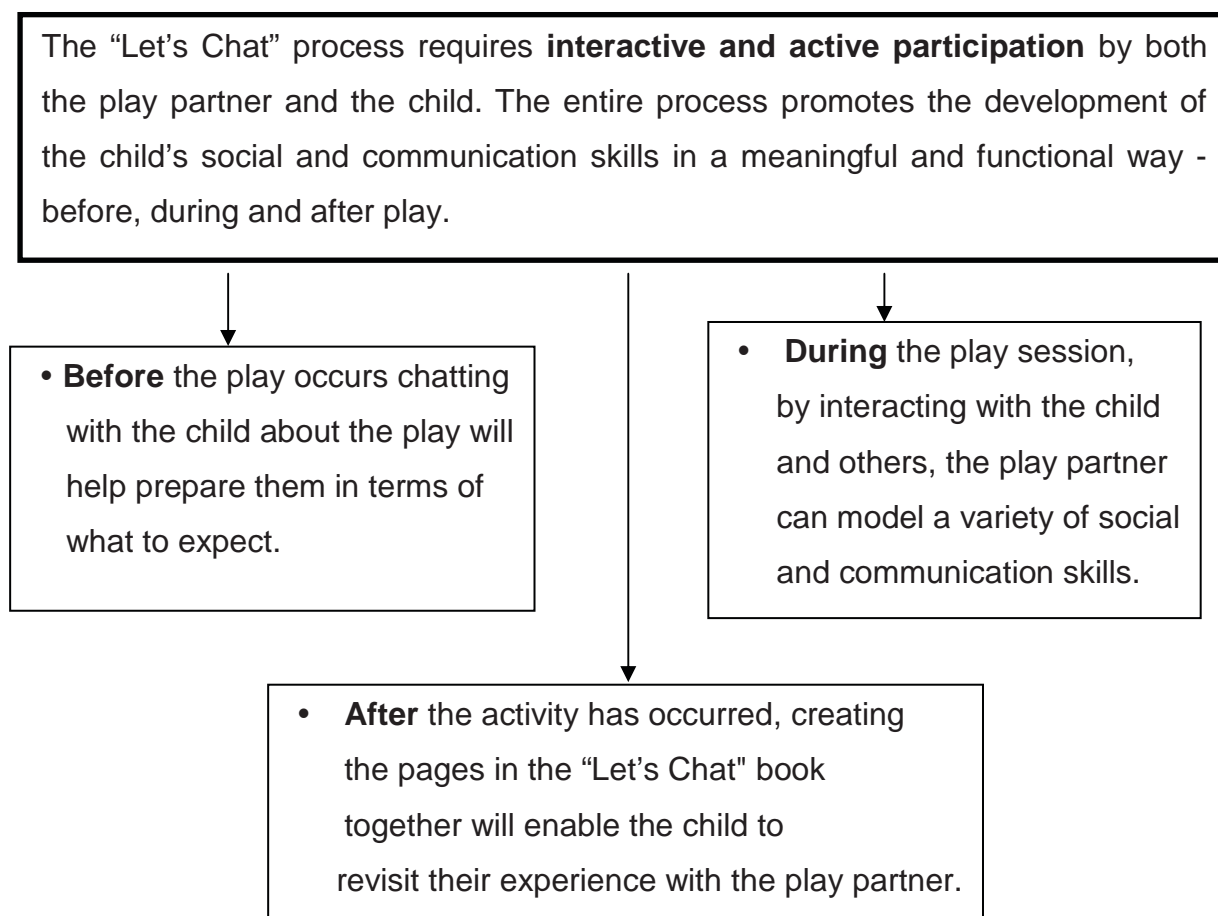 The “Let’s Chat” process requires interactive and active participation by both
the play partner and the child. The entire process promotes the development of
the child’s social and communication skills in a meaningful and functional way -
before, during and after play.
• Before the play occurs chatting
with the child about the play will
help prepare them in terms of
what to expect.
• During the play session,
by interacting with the child
and others, the play partner
can model a variety of social
and communication skills.
• After the activity has occurred, creating
the pages in the “Let’s Chat" book
together will enable the child to
revisit their experience with the play partner.